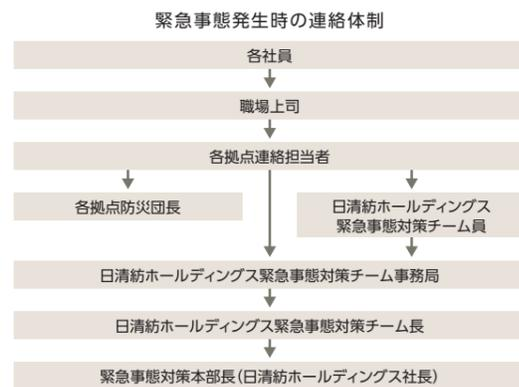 緊急事態発生時の連絡体制
各社員
職場上司
各拠点連絡担当者
各拠点防災団長
日清紡ホールディングス
緊急事態対策チーム員
日清紡ホールディングス緊急事態対策チーム事務局
日清紡ホールディングス緊急事態対策チーム長
緊急事態対策本部長(日清紡ホールディングス社長)